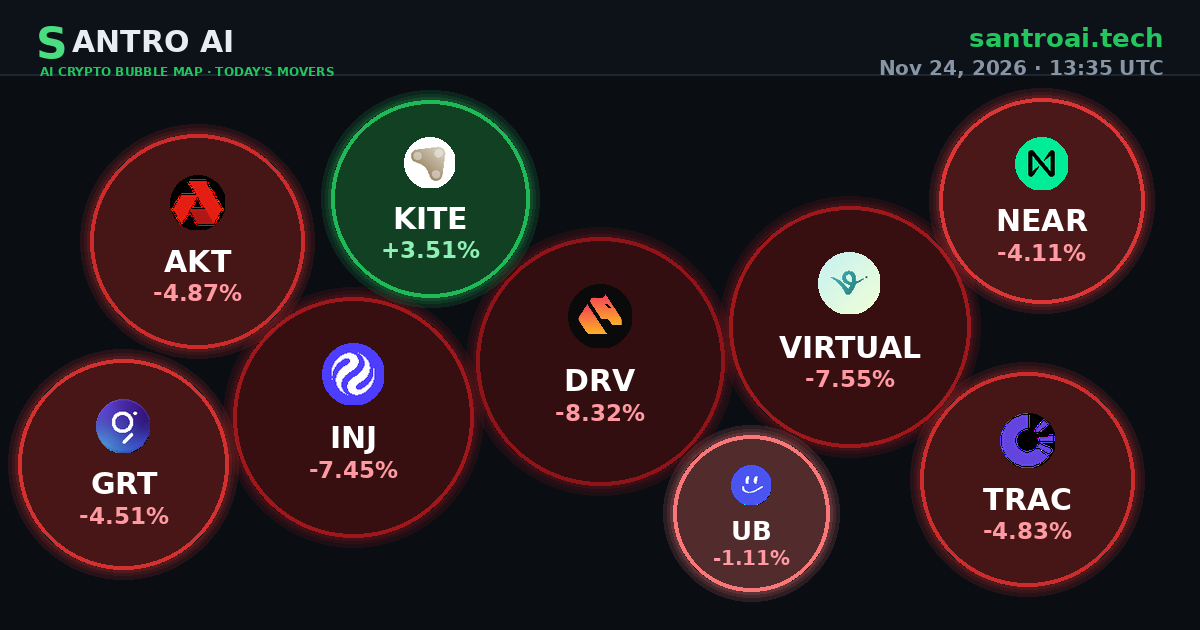 SANTRO AI
AI CRYPTO BUBBLE MAP · TODAY'S MOVERS
santroai.tech
Nov 24, 2026 · 13:35 UTC
AKT
-4.87%
KITE
+3.51%
NEAR
-4.11%
GRT
-4.51%
INJ
-7.45%
DRV
-8.32%
VIRTUAL
-7.55%
UB
-1.11%
TRAC
-4.83%